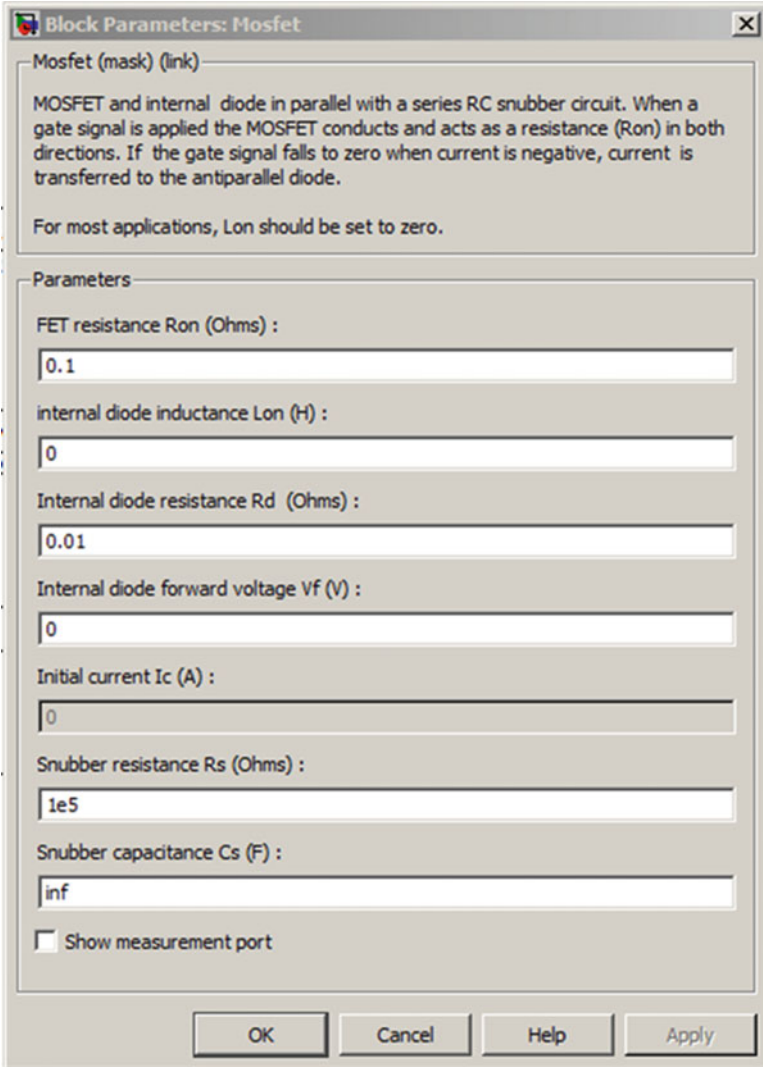 Block Parameters: Mosfet
Mosfet (mask) (link)
MOSFET and internal diode in parallel with a series RC snubber circuit. When a
gate signal is applied the MOSFET conducts and acts as a resistance (Ron) in both
directions. If the gate signal falls to zero when current is negative, current is
transferred to the antiparallel diode.
For most applications, Lon should be set to zero.
Parameters
FET resistance Ron (Ohms) :
0.1
internal diode inductance Lon (H) :
0
Internal diode resistance Rd (Ohms) :
0.01
Internal diode forward voltage Vf (V) :
0
Initial current Ic (A) :
0
Snubber resistance Rs (Ohms) :
1e5
Snubber capacitance Cs (F) :
inf
Show measurement port
OK Cancel Help Apply